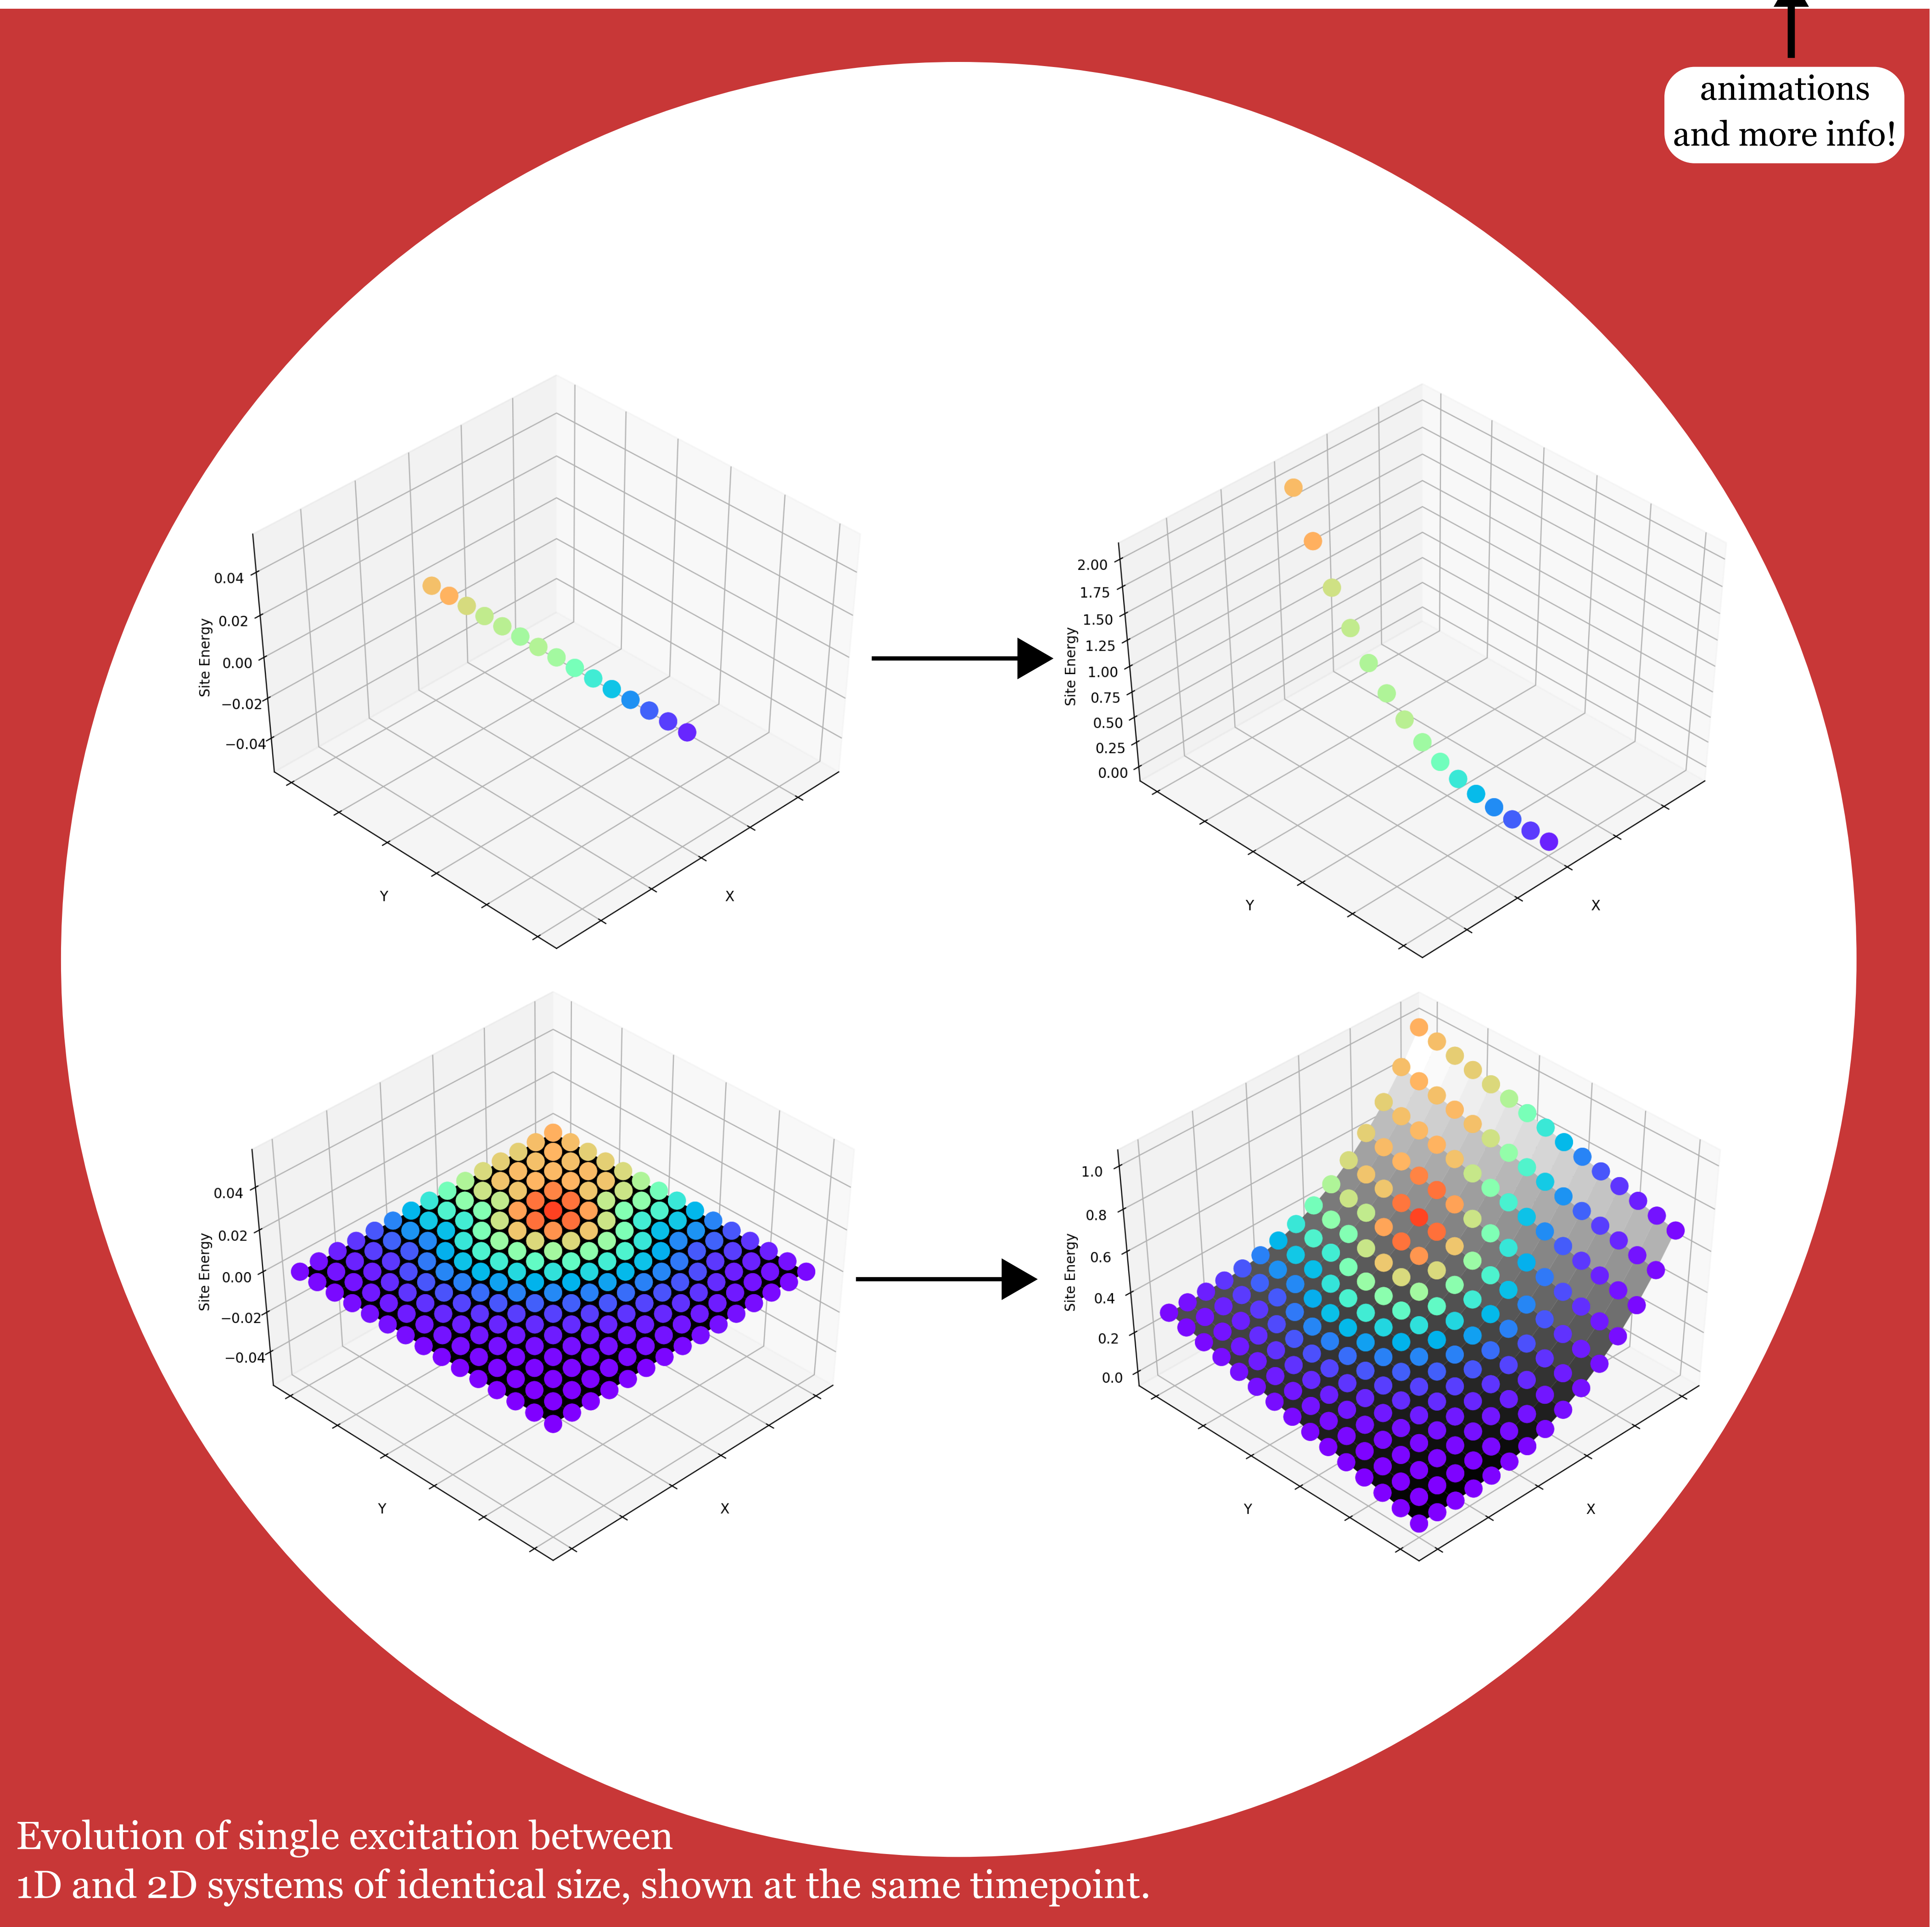 animations
and more info!
0.04
0.02
0.00
−0.02
−0.04
Site Energy
Y
X
2.00
1.75
1.50
1.25
1.00
0.75
0.50
0.25
0.00
Site Energy
Y
X
0.04
0.02
0.00
−0.02
−0.04
Site Energy
Y
X
1.0
0.8
0.6
0.4
0.2
0.0
Site Energy
Y
X
Evolution of single excitation between
1D and 2D systems of identical size, shown at the same timepoint.